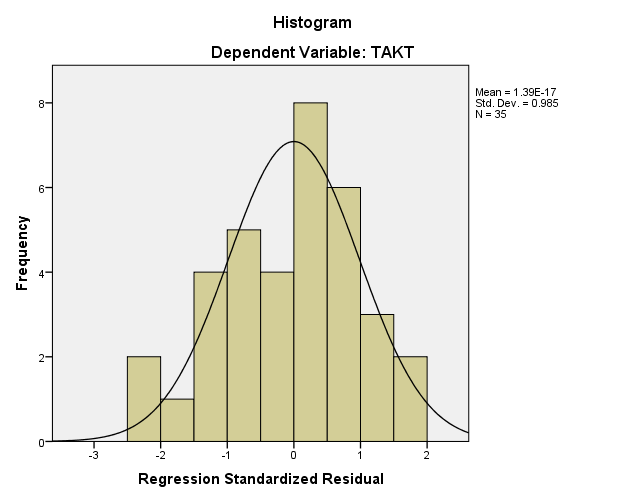 Histogram
Dependent Variable: TAKT
Mean = 1.39E-17
Std. Dev. = 0.985
N = 35
Frequency
8
6
4
2
0
-3 -2 -1 0 1 2
Regression Standardized Residual